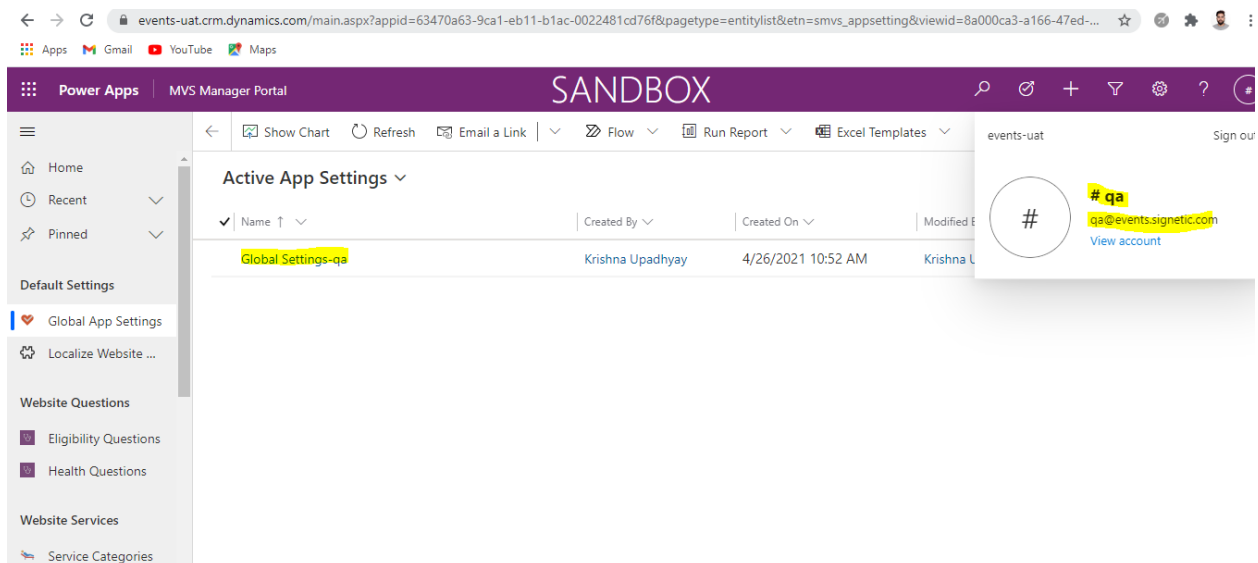 events-uat.crm.dynamics.com/main.aspx?appid=63470a63-9ca1-eb11-b1ac-0022481cd76f&pagetype=entitylist&etn=smvs_appsetting&viewid=8a000ca3-a166-47ed-...
Apps Gmail YouTube Maps
Power Apps MVS Manager Portal SANDBOX #
Show Chart Refresh Email a Link Flow Run Report Excel Templates
events-uat Sign out
Home
Recent
Pinned
Active App Settings
# # qa
qa@events.signetic.com
View account
Name ↑ Created By Created On Modified B
Global Settings-qa Krishna Upadhyay 4/26/2021 10:52 AM Krishna U
Default Settings
Global App Settings
Localize Website ...
Website Questions
Eligibility Questions
Health Questions
Website Services
Service Categories